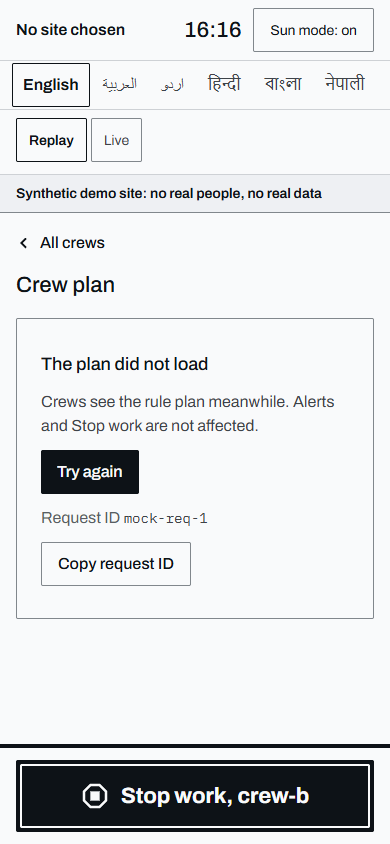 No site chosen
16:16
Sun mode: on
English
العربية
اردو
हिन्दी
বাংলা
नेपाली
Replay
Live
Synthetic demo site: no real people, no real data
All crews
Crew plan
The plan did not load
Crews see the rule plan meanwhile. Alerts
and Stop work are not affected.
Try again
Request ID mock-req-1
Copy request ID
Stop work, crew-b